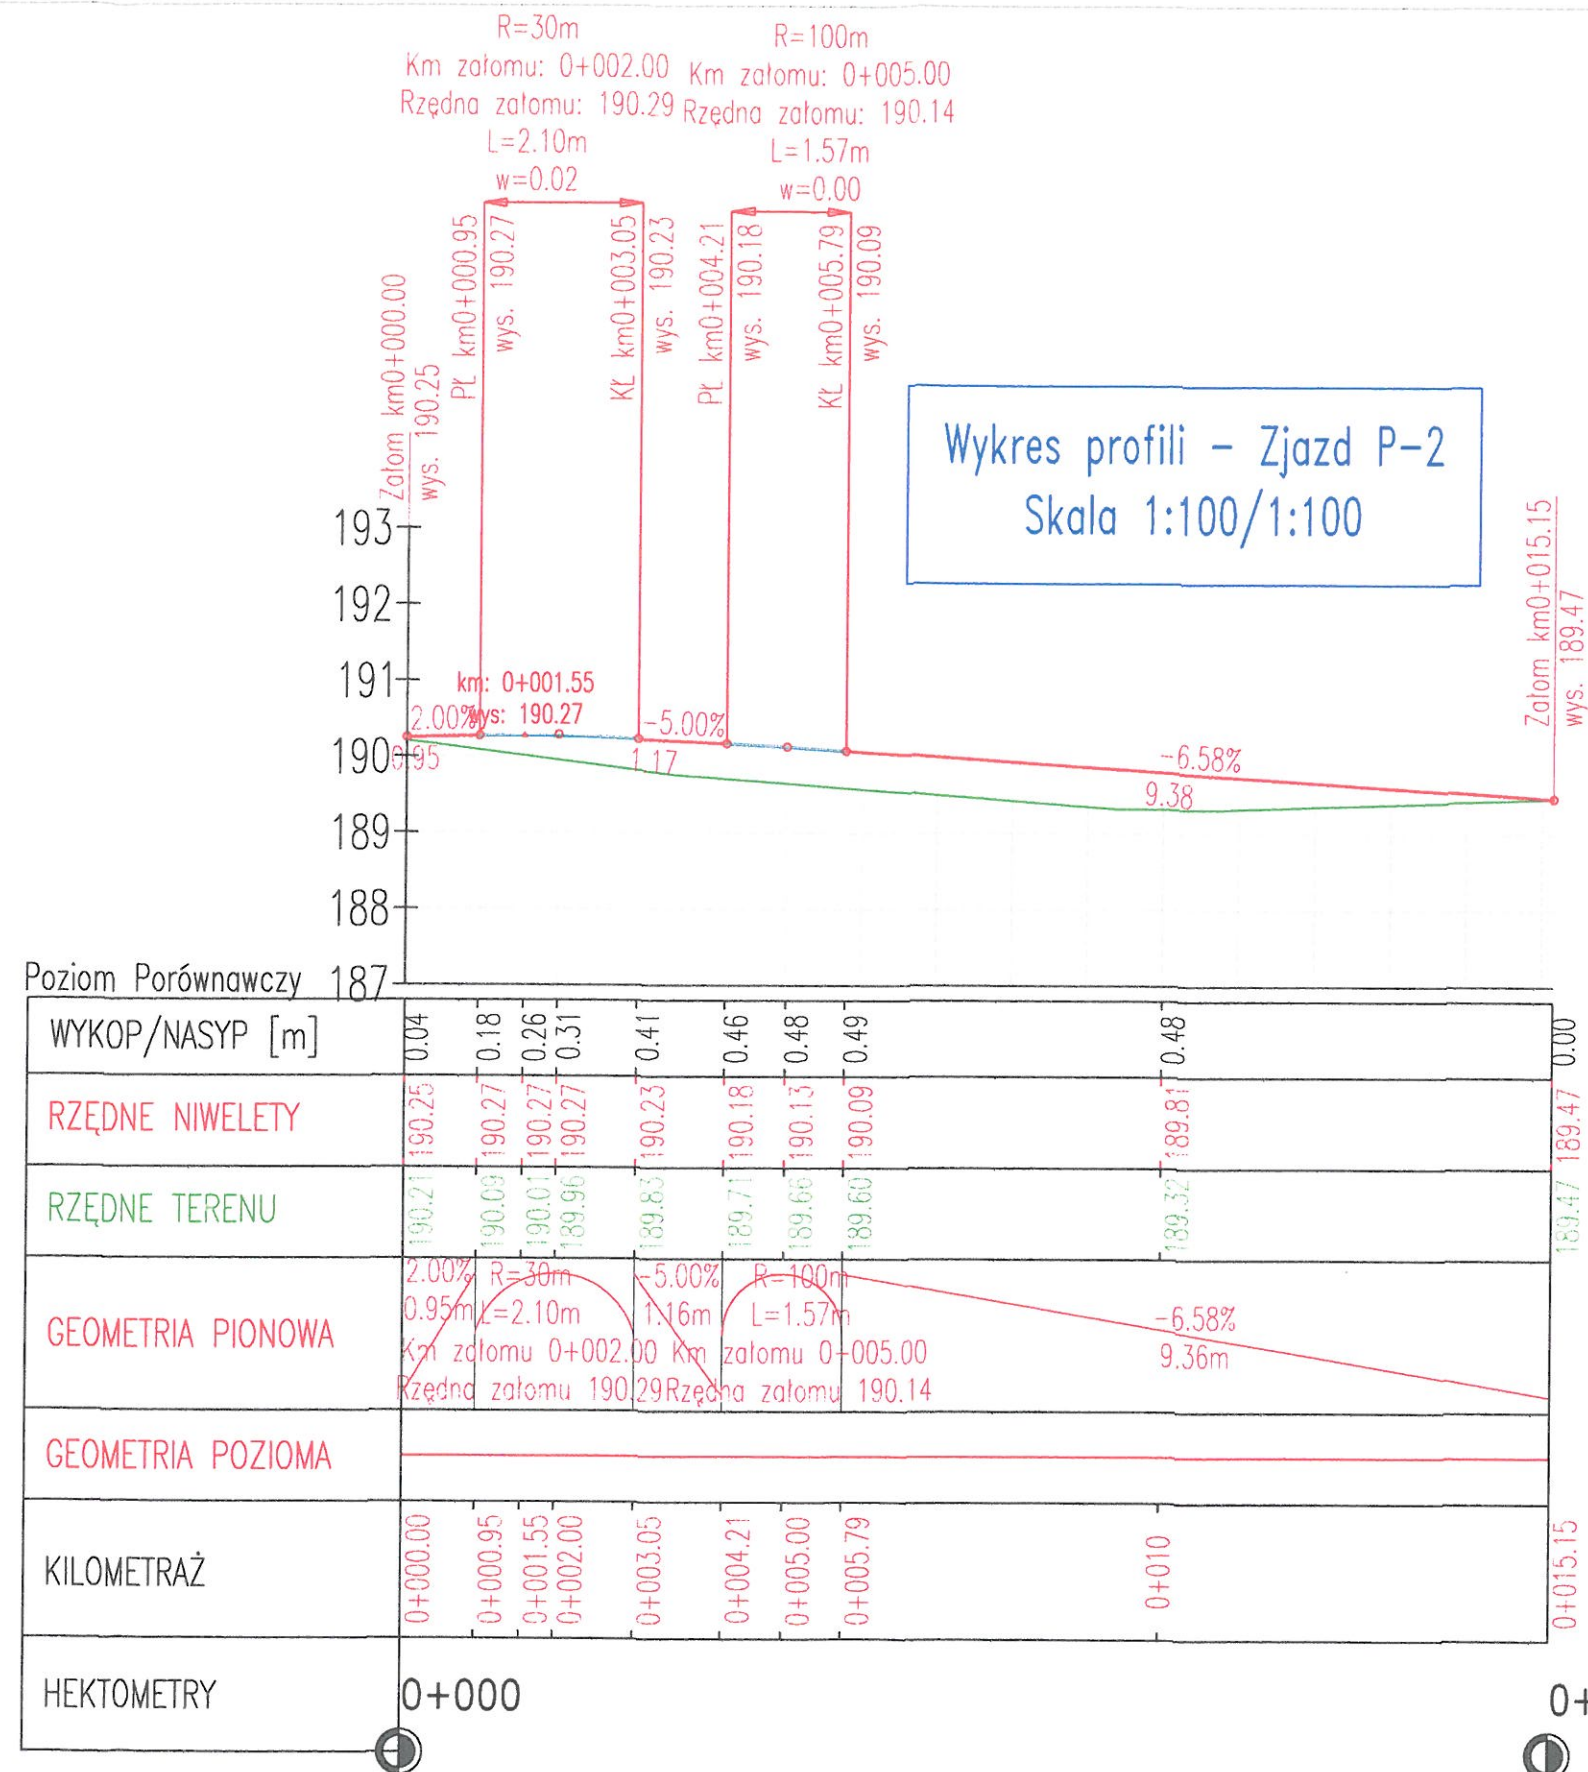 R=30m
Km załomu: 0+002.00
Rzędna załomu: 190.29
L=2.10m
w=0.02
R=100m
Km załomu: 0+005.00
Rzędna załomu: 190.14
L=1.57m
w=0.00
Załom km0+000.00
wys. 190.25
PŁ km0+000.95
wys. 190.27
KŁ km0+003.05
wys. 190.23
PŁ km0+004.21
wys. 190.18
KŁ km0+005.79
wys. 190.09
Załom km0+015.15
wys. 189.47
Wykres profili - Zjazd P-2
Skala 1:100/1:100
193
192
191
190
189
188
187
km: 0+001.55
wys: 190.27
2.00%
0.95
-5.00%
1.17
-6.58%
9.38
Poziom Porównawczy
WYKOP/NASYP [m]
0.04 0.18 0.26 0.31 0.41 0.46 0.48 0.49 0.48 0.00
RZĘDNE NIWELETY
190.25 190.27 190.27 190.27 190.23 190.18 190.13 190.09 189.81 189.47
RZĘDNE TERENU
190.21 190.09 190.01 189.96 189.83 189.71 189.66 189.60 189.32 189.47
GEOMETRIA PIONOWA
2.00% R=30m -5.00% R=100m
0.95m L=2.10m 1.16m L=1.57m -6.58%
Km załomu 0+002.00 Km załomu 0+005.00 9.36m
Rzędna załomu 190.29 Rzędna załomu 190.14
GEOMETRIA POZIOMA
KILOMETRAŻ
0+000.00 0+000.95 0+001.55 0+002.00 0+003.05 0+004.21 0+005.00 0+005.79 0+010 0+015.15
HEKTOMETRY
0+000 0+